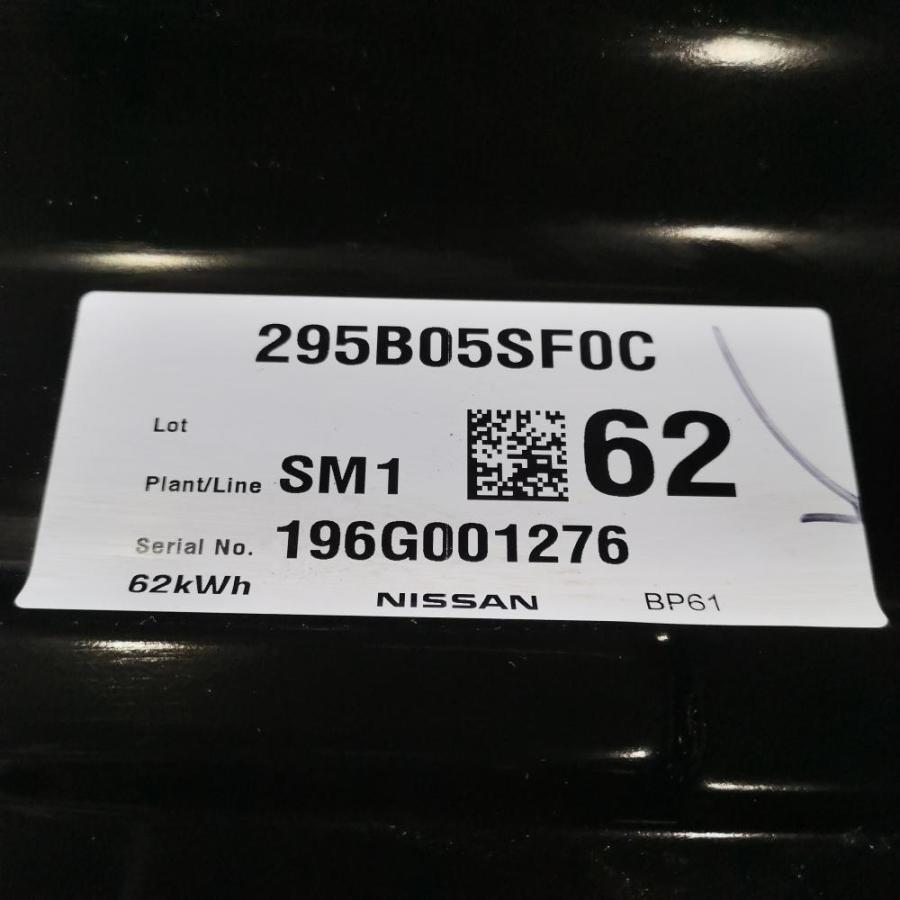 295B05SF0C
Lot
62
Plant/Line SM1
Serial No. 196G001276
62kWh NISSAN BP61